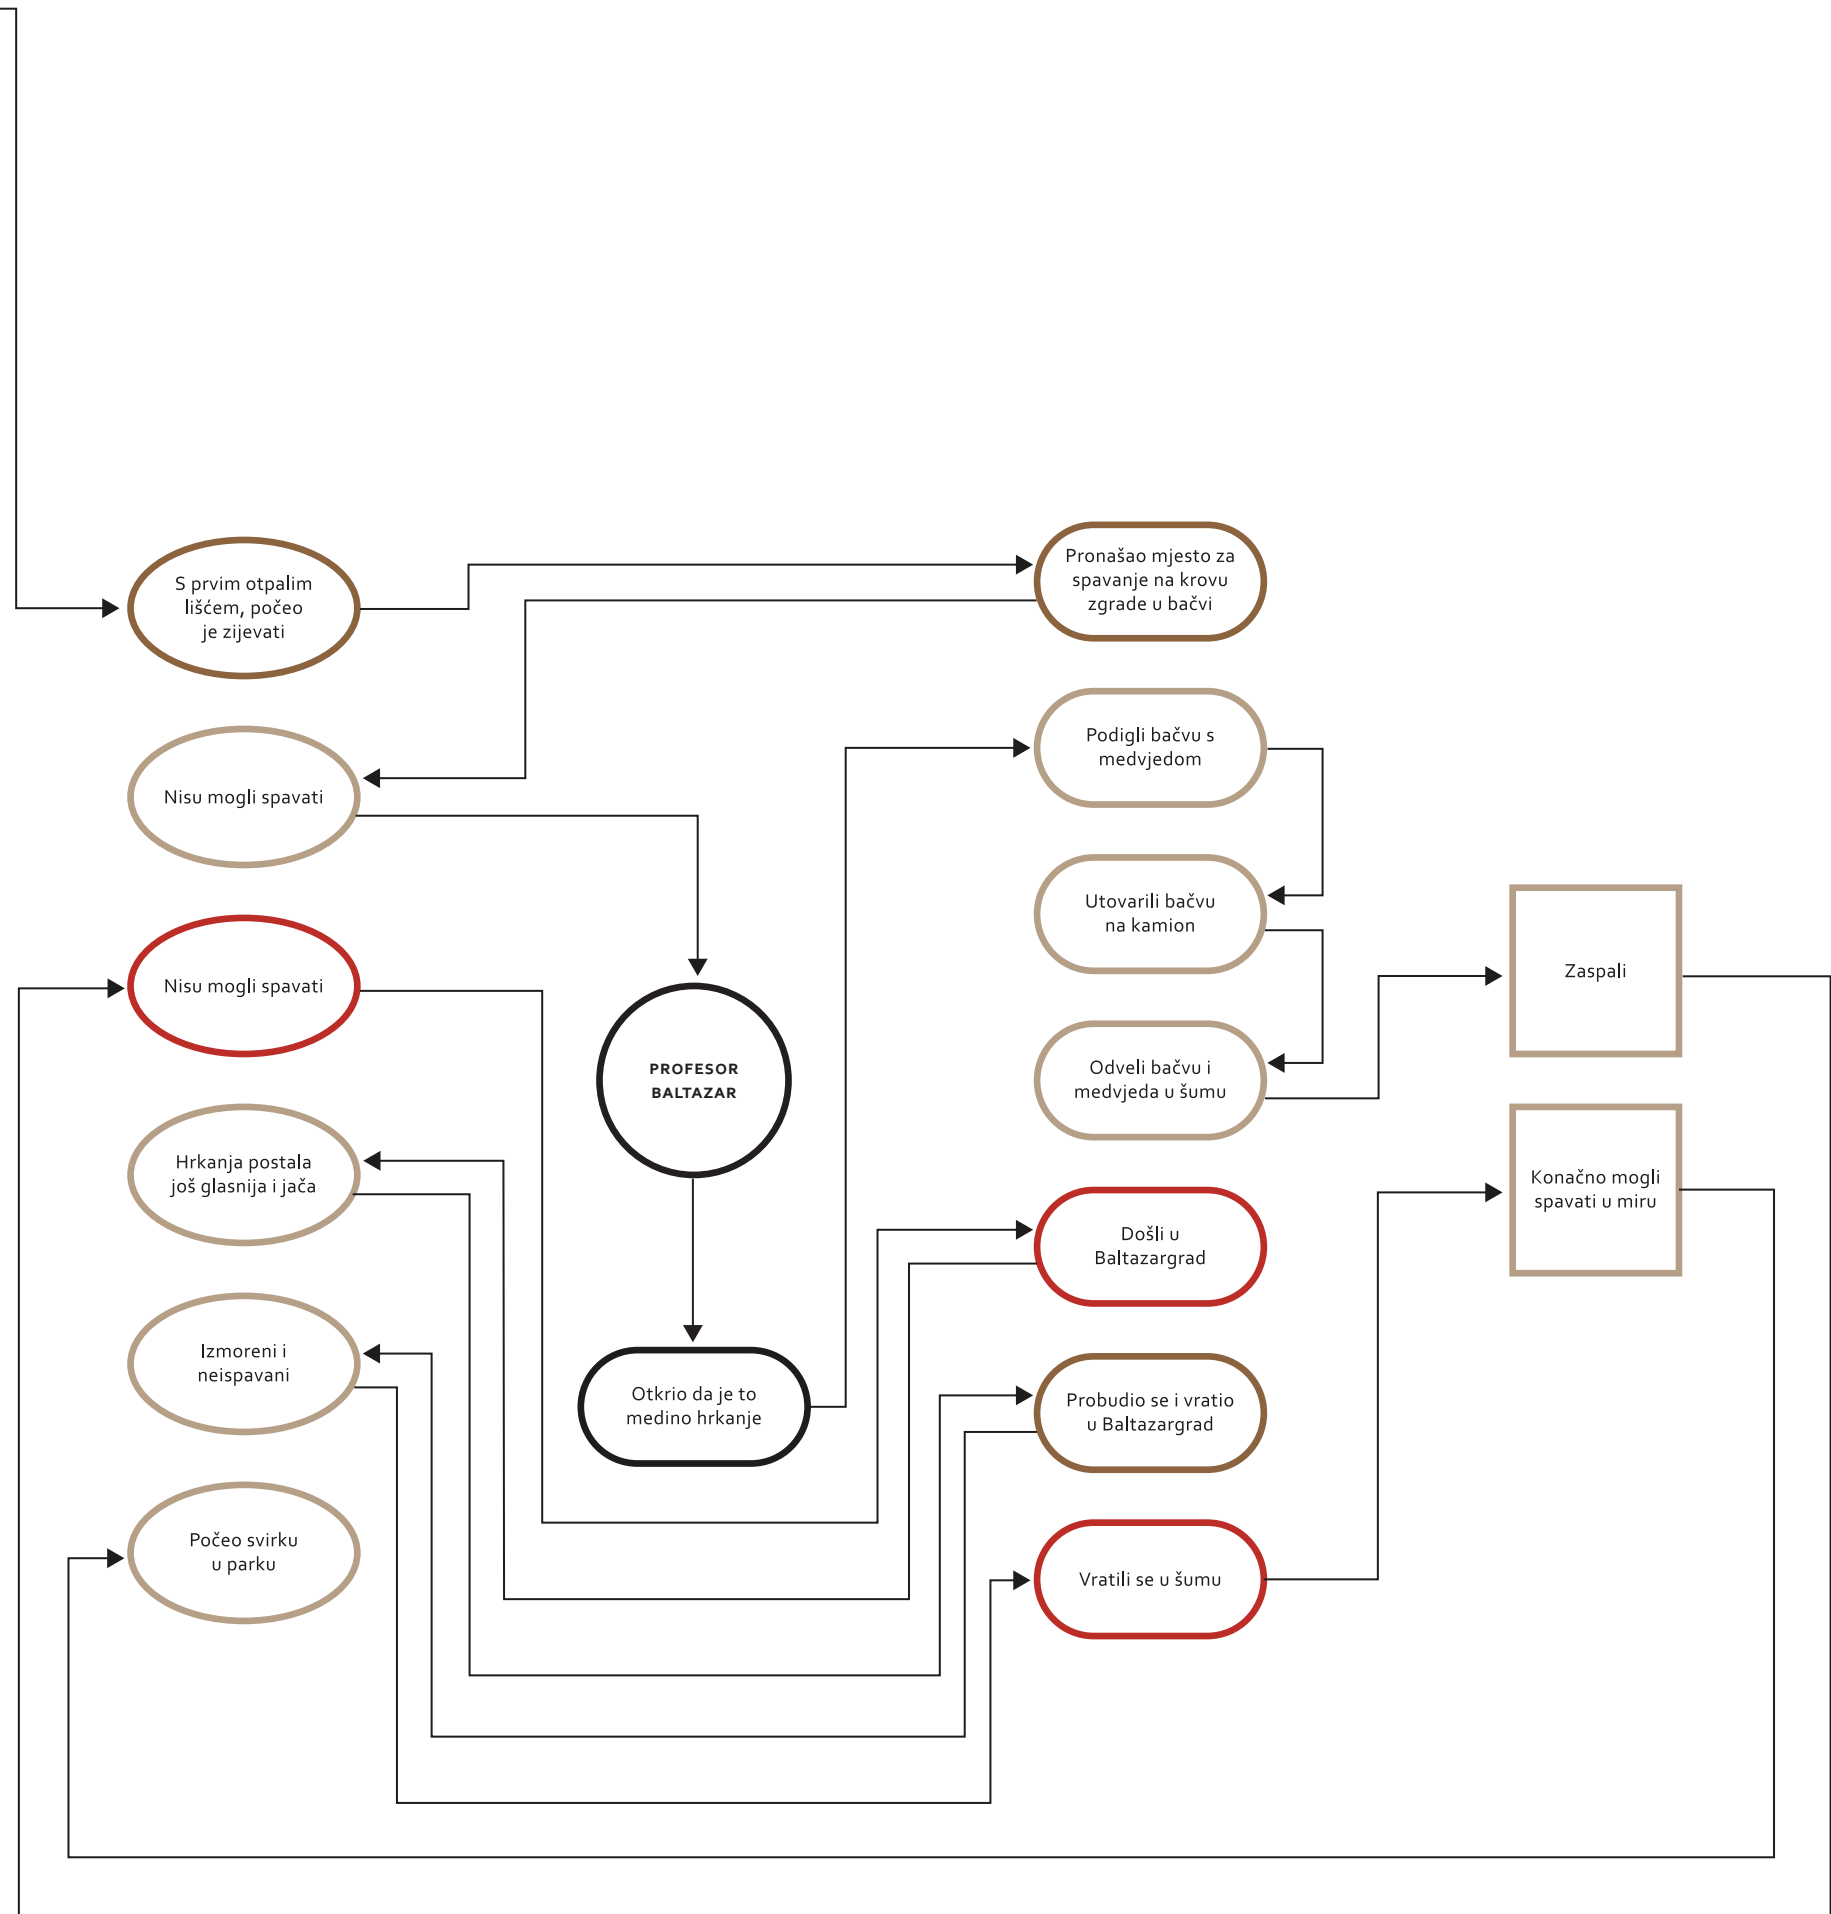 S prvim otpalim
lišćem, počeo
je zijevati
Pronašao mjesto za
spavanje na krovu
zgrade u bačvi
Nisu mogli spavati
Podigli bačvu s
medvjedom
Utovarili bačvu
na kamion
Nisu mogli spavati
Zaspali
PROFESOR
BALTAZAR
Odveli bačvu i
medvjeda u šumu
Hrkanja postala
još glasnija i jača
Konačno mogli
spavati u miru
Došli u
Baltazargrad
Izmoreni i
neispavani
Otkrio da je to
medino hrkanje
Probudio se i vratio
u Baltazargrad
Počeo svirku
u parku
Vratili se u šumu